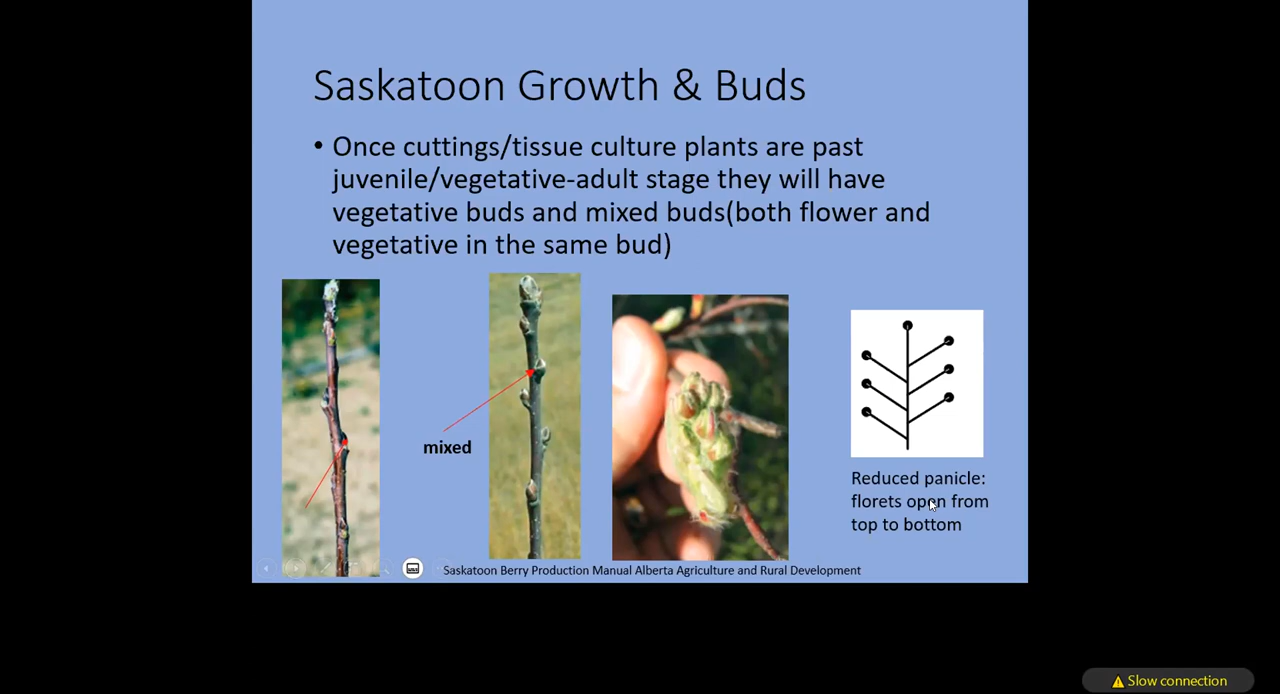 Saskatoon Growth & Buds
• Once cuttings/tissue culture plants are past
juvenile/vegetative-adult stage they will have
vegetative buds and mixed buds(both flower and
vegetative in the same bud)
mixed
Reduced panicle:
florets open from
top to bottom
Saskatoon Berry Production Manual Alberta Agriculture and Rural Development
Slow connection